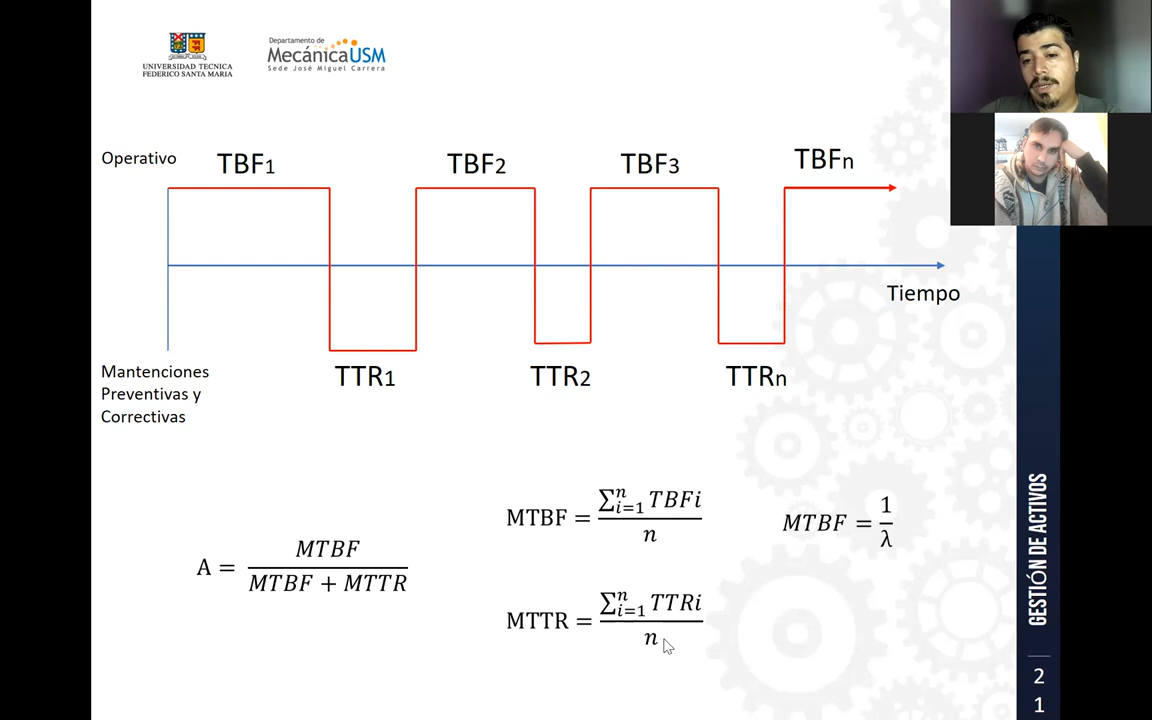 UNIVERSIDAD TECNICA
FEDERICO SANTA MARIA
Departamento de
MecánicaUSM
Sede José Miguel Carrera
Operativo
TBF1
TBF2
TBF3
TBFn
Tiempo
Mantenciones
Preventivas y
Correctivas
TTR1
TTR2
TTRn
A = MTBF / (MTBF + MTTR)
MTBF = ∑ⁿᵢ₌₁ TBFi / n
MTBF = 1/λ
MTTR = ∑ⁿᵢ₌₁ TTRi / n
GESTIÓN DE ACTIVOS
2
1